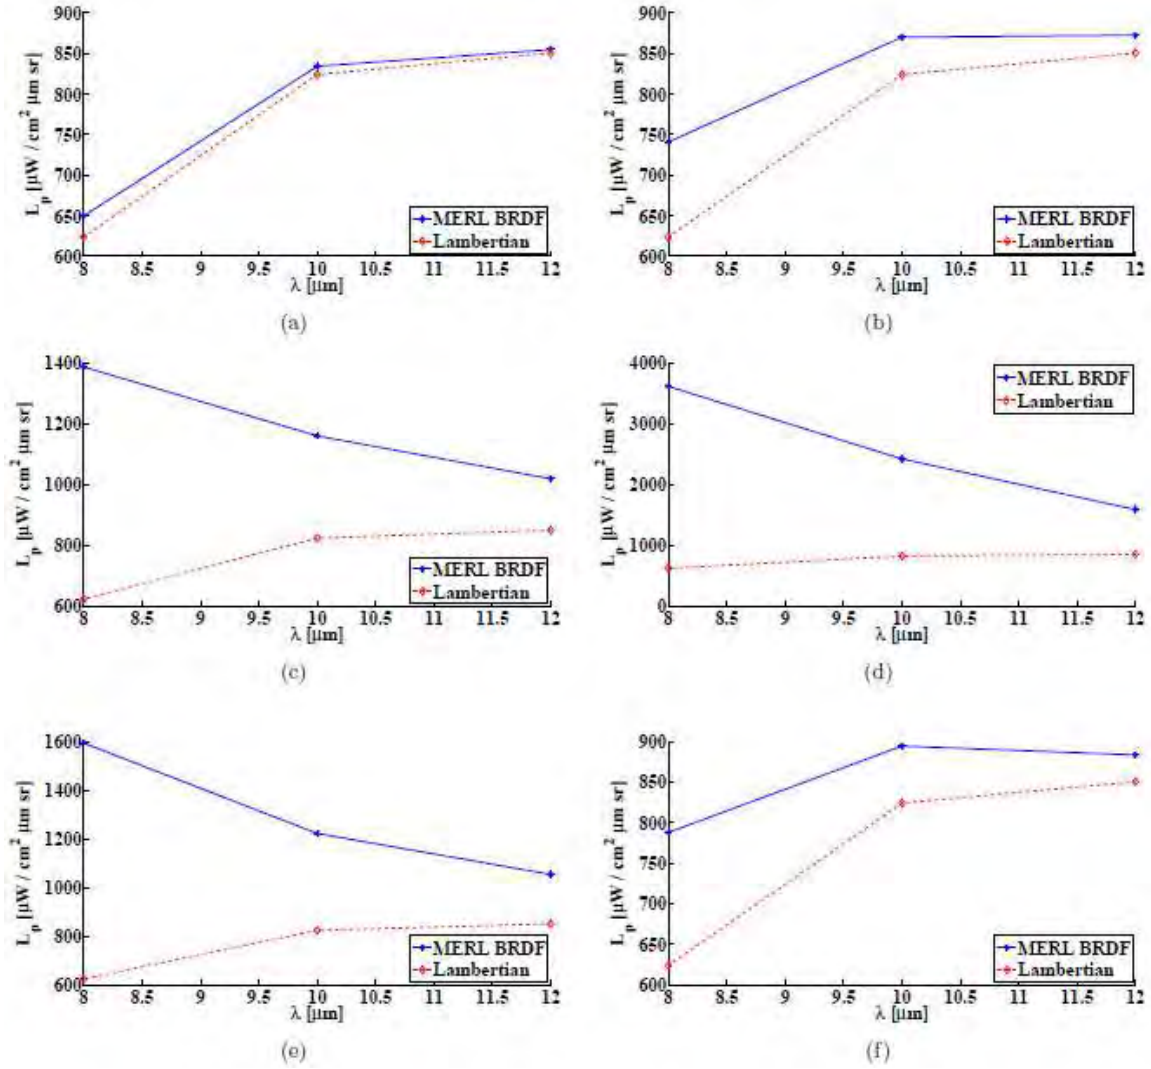 900
850
800
750
700
650
600
L_p [μW / cm² μm sr]
8 8.5 9 9.5 10 10.5 11 11.5 12
λ [μm]
MERL BRDF
Lambertian
(a)
900
850
800
750
700
650
600
L_p [μW / cm² μm sr]
8 8.5 9 9.5 10 10.5 11 11.5 12
λ [μm]
MERL BRDF
Lambertian
(b)
1400
1200
1000
800
600
L_p [μW / cm² μm sr]
8 8.5 9 9.5 10 10.5 11 11.5 12
λ [μm]
MERL BRDF
Lambertian
(c)
4000
3000
2000
1000
0
L_p [μW / cm² μm sr]
MERL BRDF
Lambertian
8 8.5 9 9.5 10 10.5 11 11.5 12
λ [μm]
(d)
1600
1400
1200
1000
800
600
L_p [μW / cm² μm sr]
8 8.5 9 9.5 10 10.5 11 11.5 12
λ [μm]
MERL BRDF
Lambertian
(e)
900
850
800
750
700
650
600
L_p [μW / cm² μm sr]
8 8.5 9 9.5 10 10.5 11 11.5 12
λ [μm]
MERL BRDF
Lambertian
(f)